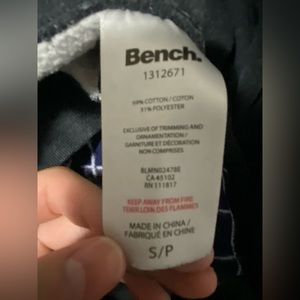 Bench.
1312671
COTTON / COTON
31% POLYESTER
EXCLUSIVE OF TRIMMING AND
ORNAMENTATION /
GARNITURE ET DÉCORATION
NON COMPRISES
BLMN02478E
CA 45102
RN 111817
KEEP AWAY FROM FIRE
TENIR LOIN DES FLAMMES
MADE IN CHINA /
FABRIQUÉ EN CHINE
S/P